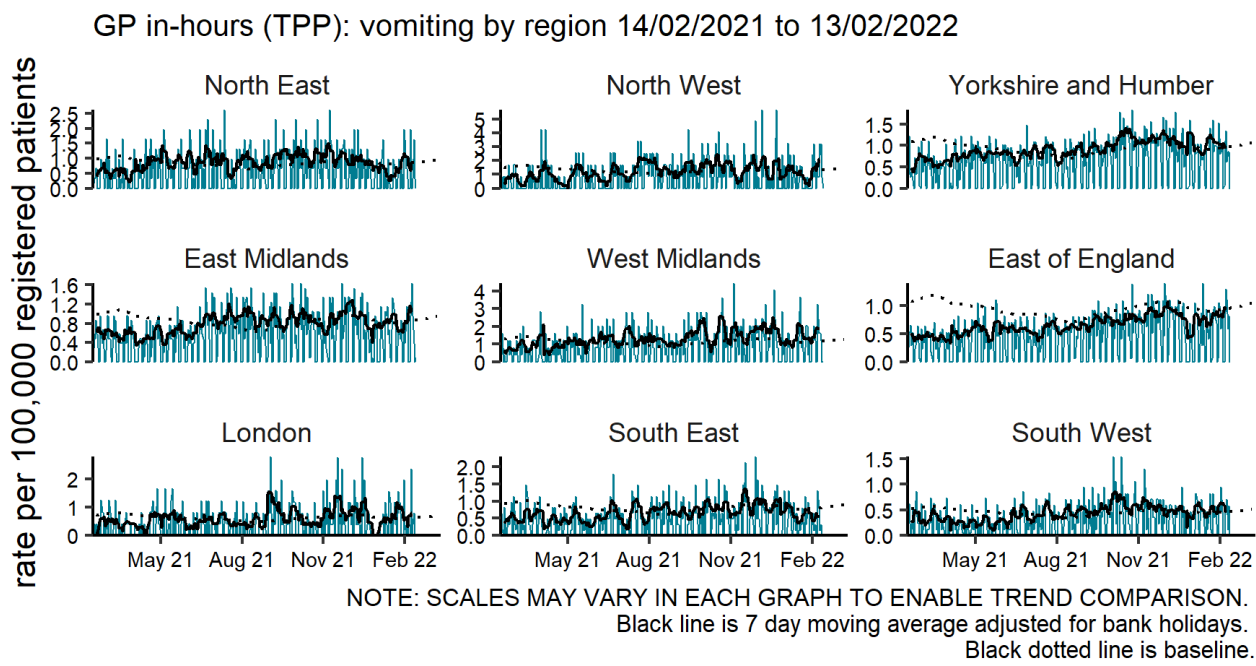 GP in-hours (TPP): vomiting by region 14/02/2021 to 13/02/2022
rate per 100,000 registered patients
North East
2.5
2.0
1.5
1.0
0.5
0.0
North West
5
4
3
2
1
0
Yorkshire and Humber
1.5
1.0
0.5
0.0
East Midlands
1.6
1.2
0.8
0.4
0.0
West Midlands
4
3
2
1
0
East of England
1.0
0.5
0.0
London
2
1
0
May 21 Aug 21 Nov 21 Feb 22
South East
2.0
1.5
1.0
0.5
0.0
May 21 Aug 21 Nov 21 Feb 22
South West
1.5
1.0
0.5
0.0
May 21 Aug 21 Nov 21 Feb 22
NOTE: SCALES MAY VARY IN EACH GRAPH TO ENABLE TREND COMPARISON.
Black line is 7 day moving average adjusted for bank holidays.
Black dotted line is baseline.